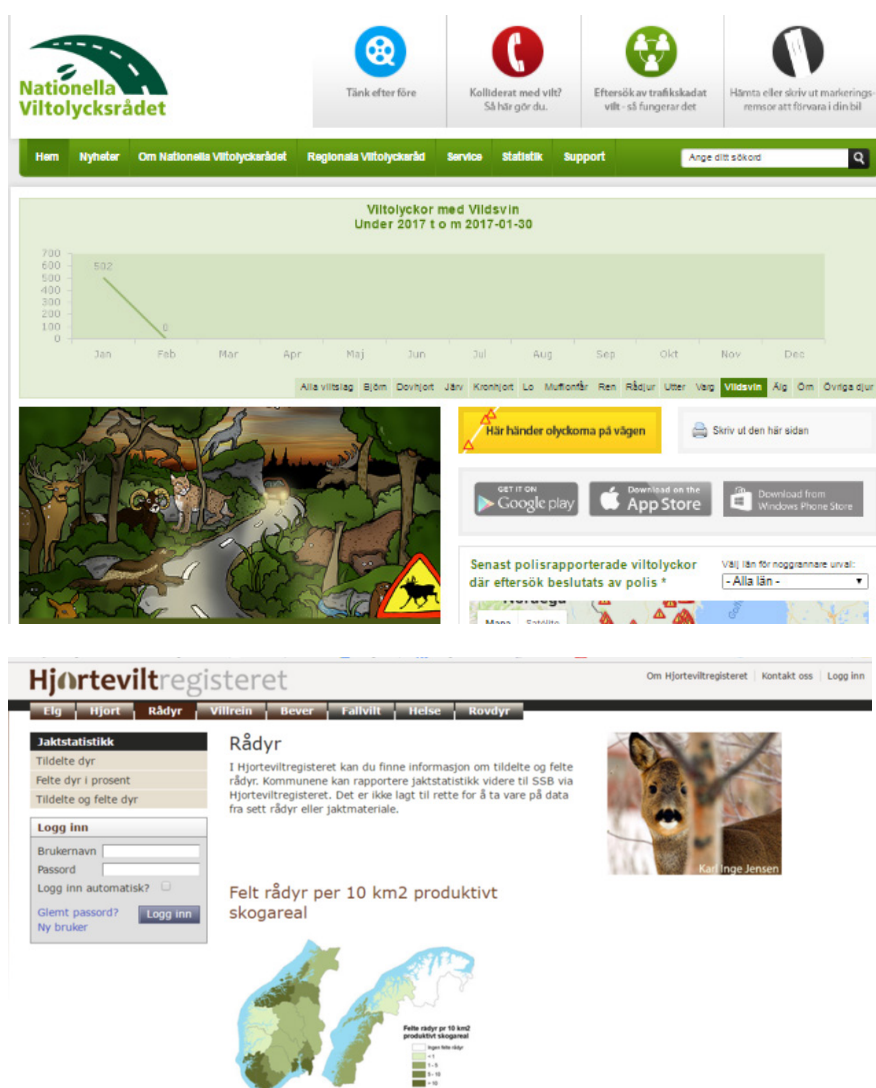 Nationella
Viltolycksrådet
Tänk efter före
Kolliderat med vilt?
Så här gör du.
Eftersök av trafikskadat
vilt - så fungerar det
Hämta eller skriv ut markerings-
remsor att förvara i din bil
Hem Nyheter Om Nationella Viltolycksrådet Regionala Viltolycksråd Service Statistik Support Ange ditt sökord
Viltolyckor med Vildsvin
Under 2017 t o m 2017-01-30
700
600
500
400
300
200
100
0
502
0
Jan Feb Mar Apr Maj Jun Jul Aug Sep Okt Nov Dec
Alla viltslag Björn Dovhjort Järv Kronhjort Lo Mufflonfår Ren Rådjur Utter Varg Vildsvin Älg Örn Övriga djur
Här händer olyckorna på vägen
Skriv ut den här sidan
GET IT ON
Google play
Download on the
App Store
Download from
Windows Phone Store
Senast polisrapporterade viltolyckor
där eftersök beslutats av polis *
Välj län för noggrannare urval:
- Alla län -
Mapa Satélite
Hjorteviltregisteret
Om Hjorteviltregisteret Kontakt oss Logg inn
Elg Hjort Rådyr Villrein Bever Fallvilt Helse Rovdyr
Jaktstatistikk
Tildelte dyr
Felte dyr i prosent
Tildelte og felte dyr
Logg inn
Brukernavn
Passord
Logg inn automatisk?
Glemt passord?
Ny bruker
Logg inn
Rådyr
I Hjorteviltregisteret kan du finne informasjon om tildelte og felte
rådyr. Kommunene kan rapportere jaktstatistikk videre til SSB via
Hjorteviltregisteret. Det er ikke lagt til rette for å ta vare på data
fra sett rådyr eller jaktmateriale.
Karl Inge Jensen
Felt rådyr per 10 km2 produktivt
skogareal
Felte rådyr pr 10 km2
produktivt skogareal
Ingen felte rådyr
< 1
1 - 5
5 - 10
> 10